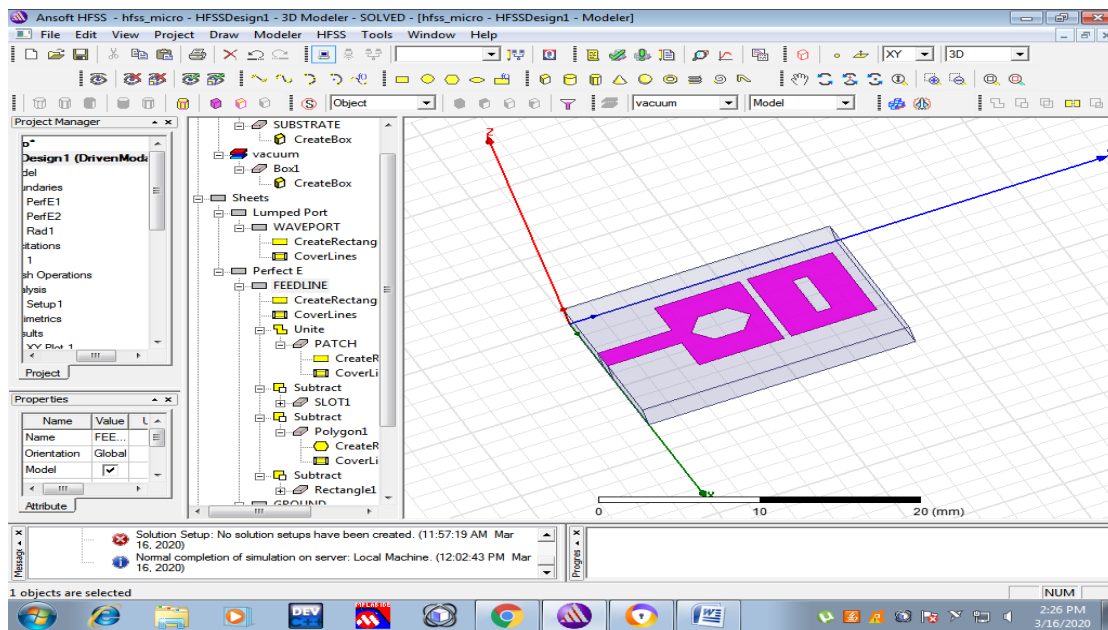 Ansoft HFSS - hfss_micro - HFSSDesign1 - 3D Modeler - SOLVED - [hfss_micro - HFSSDesign1 - Modeler]
File Edit View Project Draw Modeler HFSS Tools Window Help
XY 3D
Object vacuum Model
Project Manager
Design1 (DrivenMod
del
undaries
PerfE1
PerfE2
Rad1
citations
1
sh Operations
alysis
Setup1
imetrics
sults
XY Plot 1
Project
Properties
Name Value
Name FEE...
Orientation Global
Model
Attribute
SUBSTRATE
CreateBox
vacuum
Box1
CreateBox
Sheets
Lumped Port
WAVEPORT
CreateRectang
CoverLines
Perfect E
FEEDLINE
CreateRectang
CoverLines
Unite
PATCH
CreateR
CoverLi
Subtract
SLOT1
Subtract
Polygon1
CreateR
CoverLi
Subtract
Rectangle1
GROUND
Z
0 10 20 (mm)
Message
Solution Setup: No solution setups have been created. (11:57:19 AM Mar
16, 2020)
Normal completion of simulation on server: Local Machine. (12:02:43 PM Mar
16, 2020)
Progres
1 objects are selected
NUM
DEV
C++
MPLAB IDE
W
2:26 PM
3/16/2020